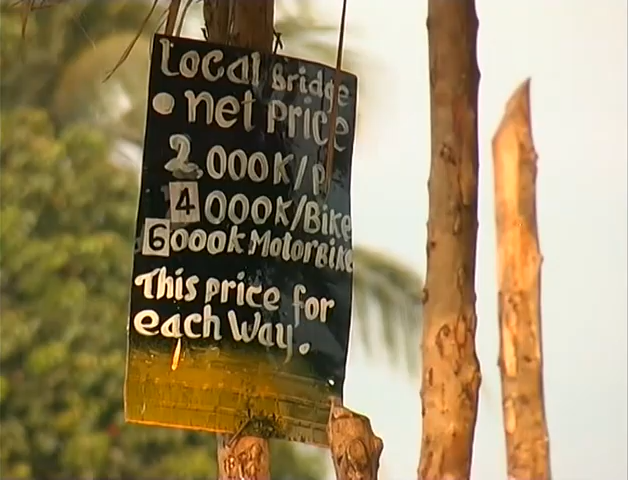 Local Bridge
• net Price
2.000K/P
4000K/Bike
6000k MotorBike
This price for
each Way.